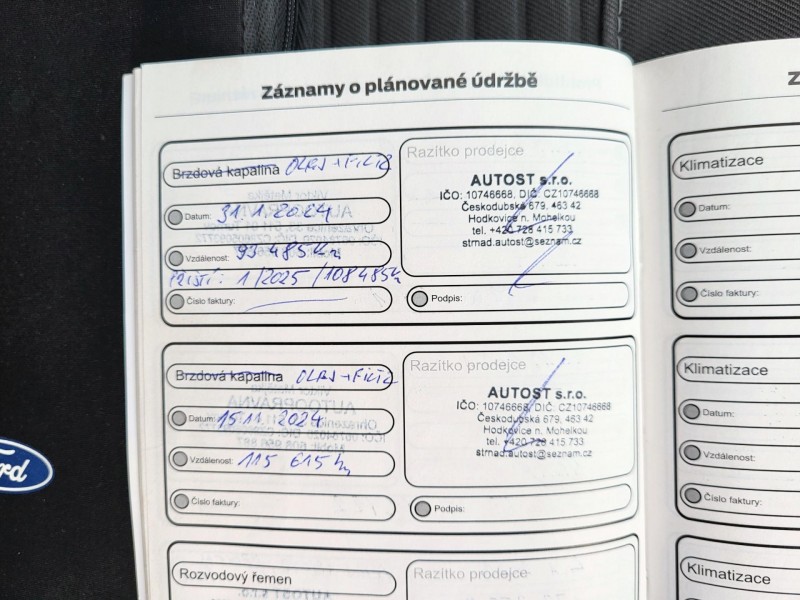 Záznamy o plánované údržbě
Brzdová kapalina OLEJ + FILTR
Datum: 31.1.2024
Vzdálenost: 93 485 Km
PŘÍŠTÍ: 1/2025 /108 485 Km
Číslo faktury:
Razítko prodejce
AUTOST s.r.o.
IČO: 10746668, DIČ: CZ10746668
Českodubská 679, 463 42
Hodkovice n. Mohelkou
tel. +420 728 415 733
strnad.autost@seznam.cz
Podpis:
Brzdová kapalina OLEJ + FILTR
Datum: 15.11.2024
Vzdálenost: 115 615 km
Číslo faktury:
Razítko prodejce
AUTOST s.r.o.
IČO: 10746668, DIČ: CZ10746668
Českodubská 679, 463 42
Hodkovice n. Mohelkou
tel. +420 728 415 733
strnad.autost@seznam.cz
Podpis:
Rozvodový řemen
Razítko prodejce
Z
Klimatizace
Datum:
Vzdálenost:
Číslo faktury:
Klimatizace
Datum:
Vzdálenost:
Číslo faktury:
Klimatizace